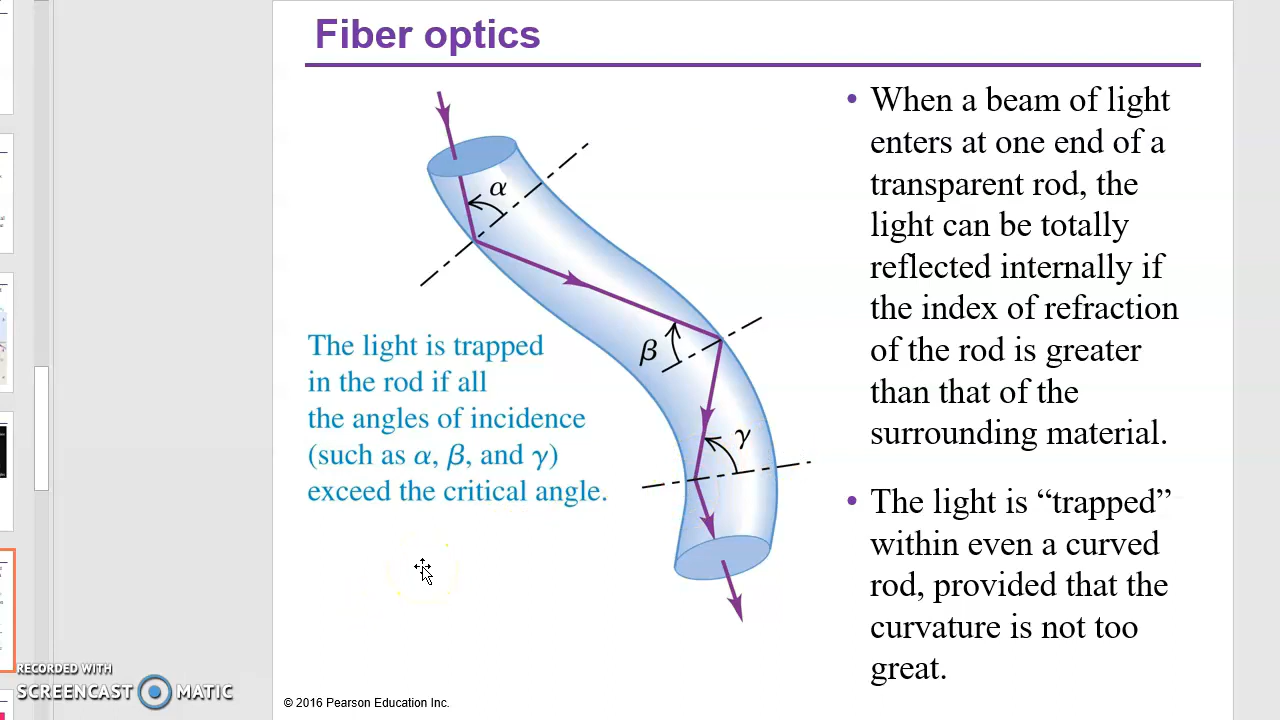 Fiber optics
α
β
γ
The light is trapped
in the rod if all
the angles of incidence
(such as α, β, and γ)
exceed the critical angle.
• When a beam of light
enters at one end of a
transparent rod, the
light can be totally
reflected internally if
the index of refraction
of the rod is greater
than that of the
surrounding material.
• The light is “trapped”
within even a curved
rod, provided that the
curvature is not too
great.
RECORDED WITH
SCREENCAST MATIC
© 2016 Pearson Education Inc.